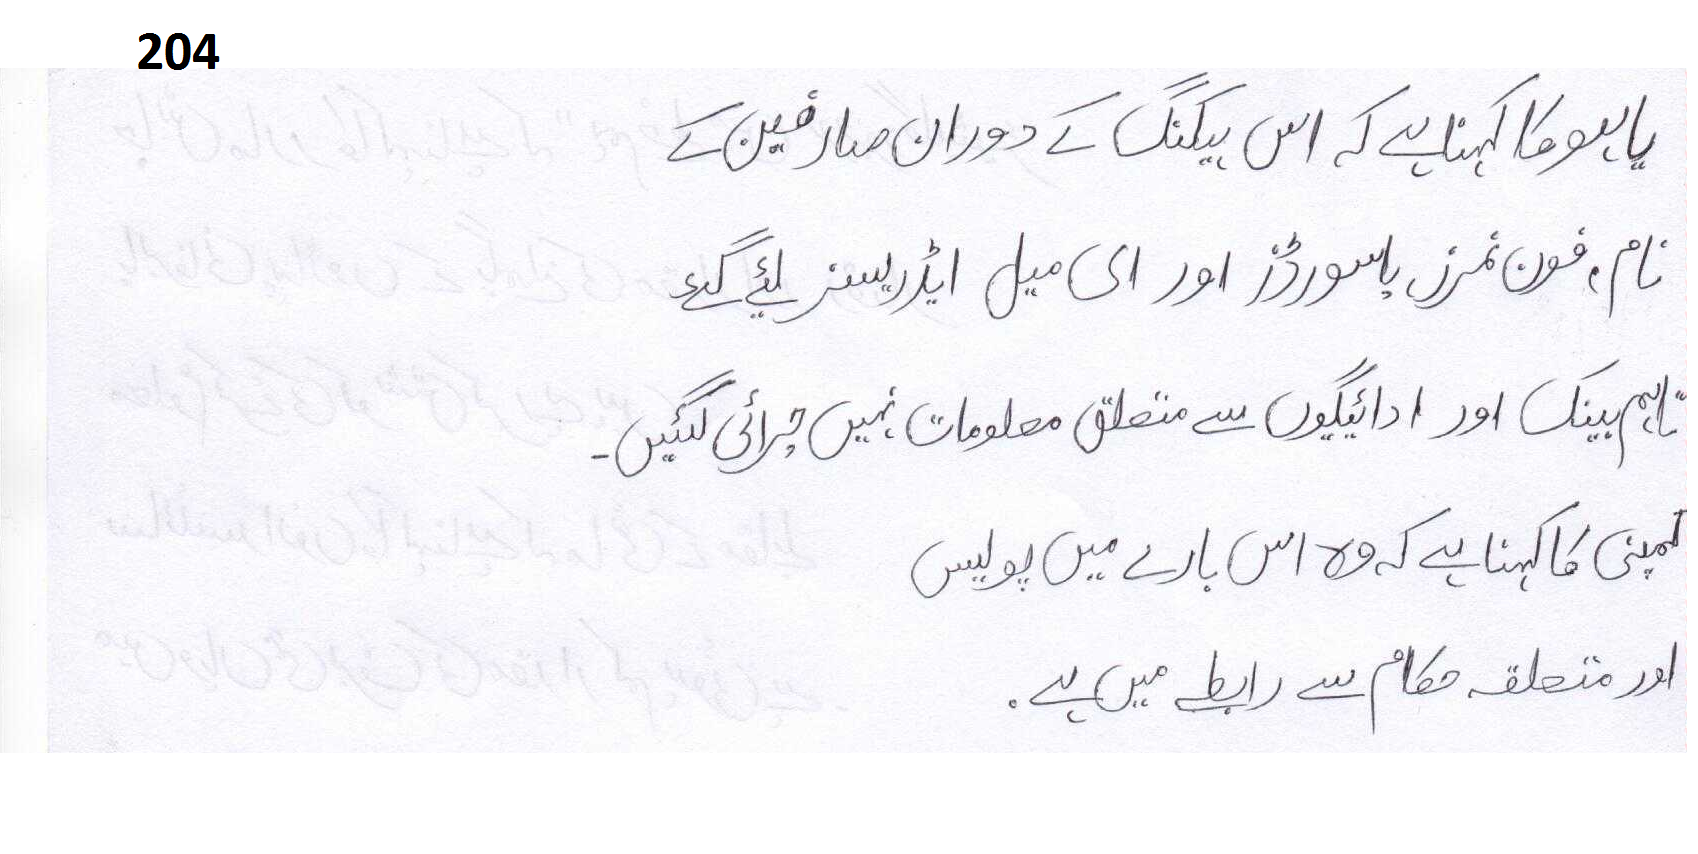 204
یاہو کا کہنا ہے کہ اس ہیکنگ کے دوران صارفین کے
نام، فون نمبرز، پاسورڈز اور ای میل ایڈریسز لئے گئے
تاہم بینک اور ادائیگیوں سے متعلق معلومات نہیں چرائی گئیں۔
کمپنی کا کہنا ہے کہ وہ اس بارے میں پولیس
اور متعلقہ حکام سے رابطے میں ہے۔